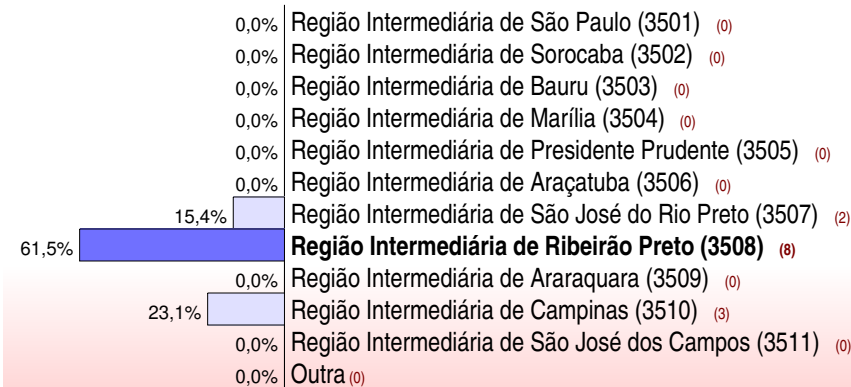 0,0% Região Intermediária de São Paulo (3501) (0)
0,0% Região Intermediária de Sorocaba (3502) (0)
0,0% Região Intermediária de Bauru (3503) (0)
0,0% Região Intermediária de Marília (3504) (0)
0,0% Região Intermediária de Presidente Prudente (3505) (0)
0,0% Região Intermediária de Araçatuba (3506) (0)
15,4% Região Intermediária de São José do Rio Preto (3507) (2)
61,5% Região Intermediária de Ribeirão Preto (3508) (8)
0,0% Região Intermediária de Araraquara (3509) (0)
23,1% Região Intermediária de Campinas (3510) (3)
0,0% Região Intermediária de São José dos Campos (3511) (0)
0,0% Outra (0)